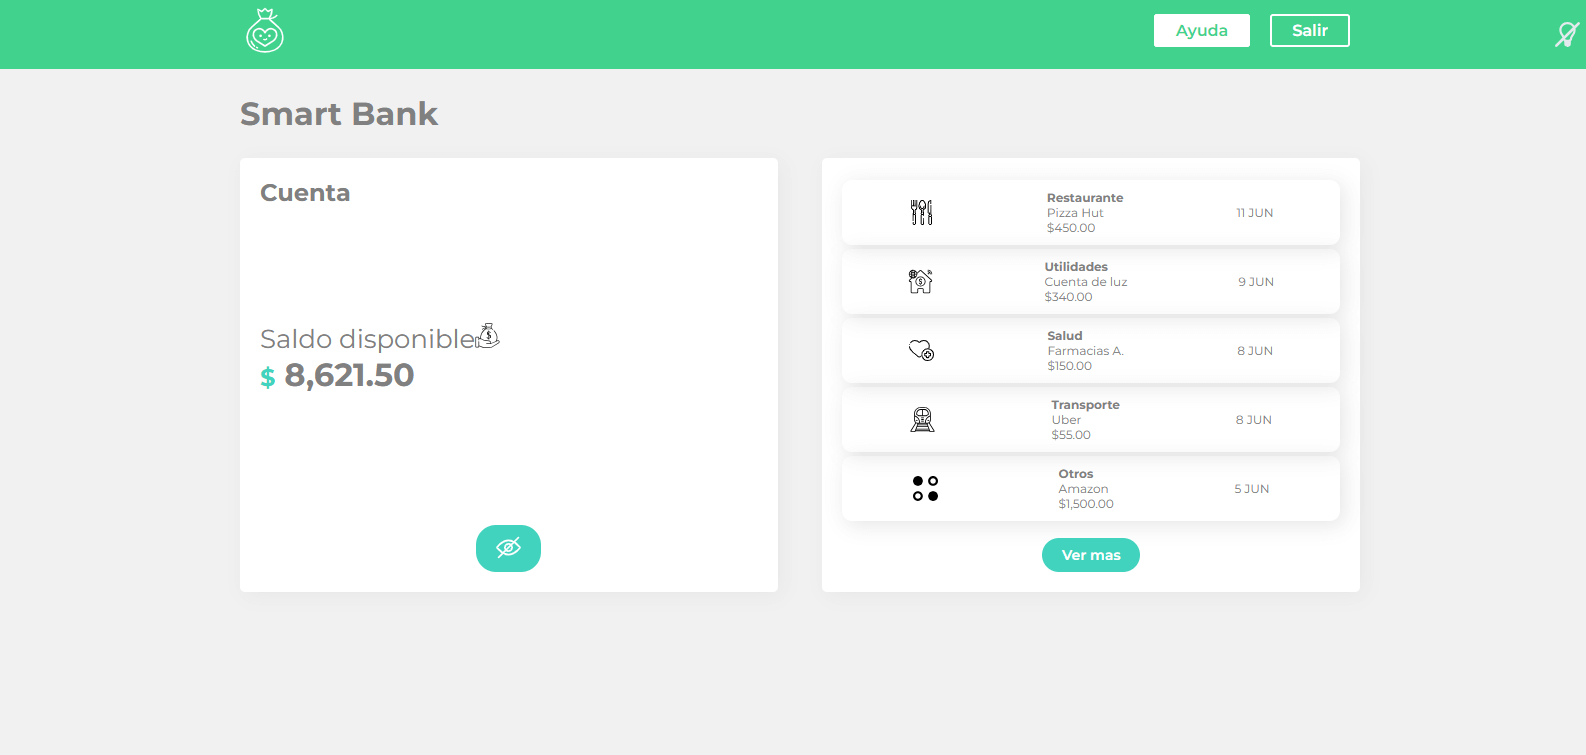 Ayuda
Salir
Smart Bank
Cuenta
Saldo disponible
$ 8,621.50
Restaurante
Pizza Hut
$450.00
11 JUN
Utilidades
Cuenta de luz
$340.00
9 JUN
Salud
Farmacias A.
$150.00
8 JUN
Transporte
Uber
$55.00
8 JUN
Otros
Amazon
$1,500.00
5 JUN
Ver mas